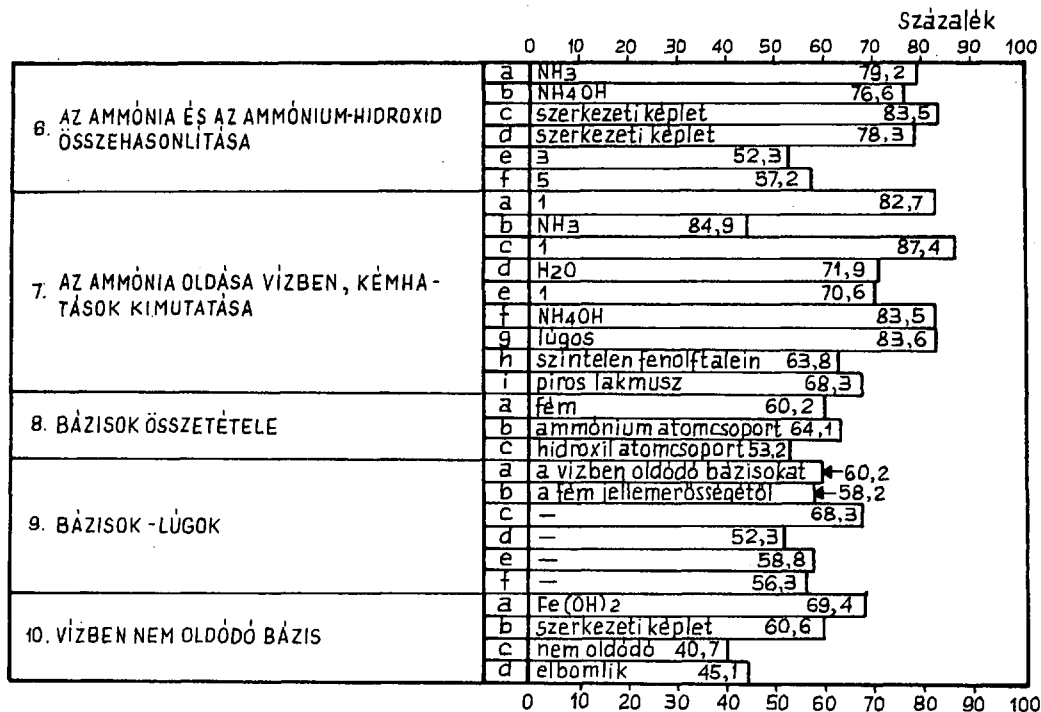 Százalék
0 10 20 30 40 50 60 70 80 90 100
6. AZ AMMÓNIA ÉS AZ AMMÓNIUM-HIDROXID
ÖSSZEHASONLÍTÁSA
a NH3 79,2
b NH4OH 76,6
c szerkezeti képlet 83,5
d szerkezeti képlet 78,3
e 3 52,3
f 5 57,2
7. AZ AMMÓNIA OLDÁSA VÍZBEN, KÉMHA-
TÁSOK KIMUTATÁSA
a 1 82,7
b NH3 84,9
c 1 87,4
d H2O 71,9
e 1 70,6
f NH4OH 83,5
g lúgos 83,6
h színtelen fenolftalein 63,8
i piros lakmusz 68,3
8. BÁZISOK ÖSSZETÉTELE
a fém 60,2
b ammónium atomcsoport 64,1
c hidroxil atomcsoport 53,2
9. BÁZISOK - LÚGOK
a a vízben oldódó bázisokat 60,2
b a fém jellemerősségétől 58,2
c — 68,3
d — 52,3
e — 58,8
f — 56,3
10. VÍZBEN NEM OLDÓDÓ BÁZIS
a Fe(OH)2 69,4
b szerkezeti képlet 60,6
c nem oldódó 40,7
d elbomlik 45,1
0 10 20 30 40 50 60 70 80 90 100